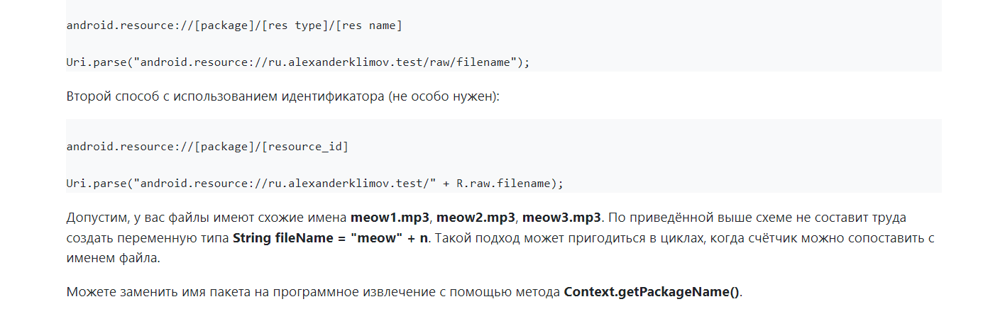 android.resource://[package]/[res type]/[res name]
Uri.parse("android.resource://ru.alexanderklimov.test/raw/filename");
Второй способ с использованием идентификатора (не особо нужен):
android.resource://[package]/[resource_id]
Uri.parse("android.resource://ru.alexanderklimov.test/" + R.raw.filename);
Допустим, у вас файлы имеют схожие имена meow1.mp3, meow2.mp3, meow3.mp3. По приведённой выше схеме не составит труда
создать переменную типа String fileName = "meow" + n. Такой подход может пригодиться в циклах, когда счётчик можно сопоставить с
именем файла.
Можете заменить имя пакета на программное извлечение с помощью метода Context.getPackageName().